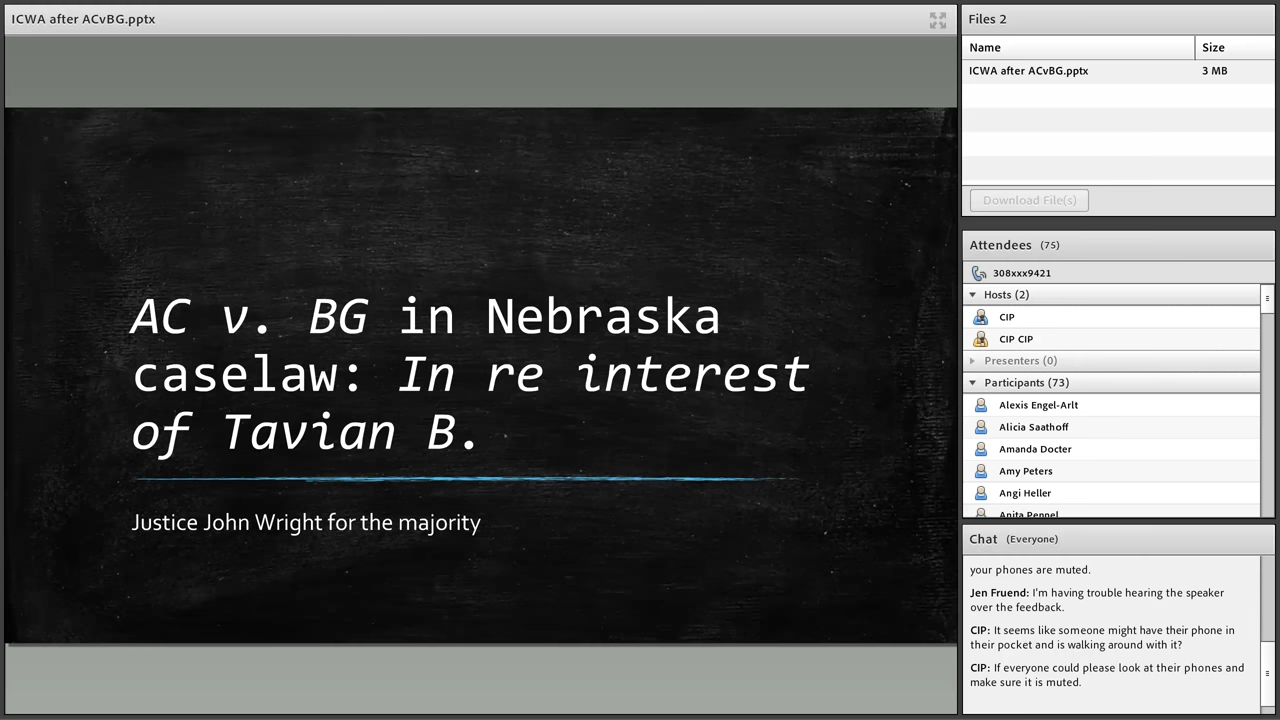 ICWA after ACvBG.pptx
AC v. BG in Nebraska
caselaw: In re interest
of Tavian B.
Justice John Wright for the majority
Files 2
Name Size
ICWA after ACvBG.pptx 3 MB
Download File(s)
Attendees (75)
308xxx9421
Hosts (2)
CIP
CIP CIP
Presenters (0)
Participants (73)
Alexis Engel-Arlt
Alicia Saathoff
Amanda Docter
Amy Peters
Angi Heller
Anita
Chat (Everyone)
your phones are muted.
Jen Fruend: I'm having trouble hearing the speaker
over the feedback.
CIP: It seems like someone might have their phone in
their pocket and is walking around with it?
CIP: If everyone could please look at their phones and
make sure it is muted.